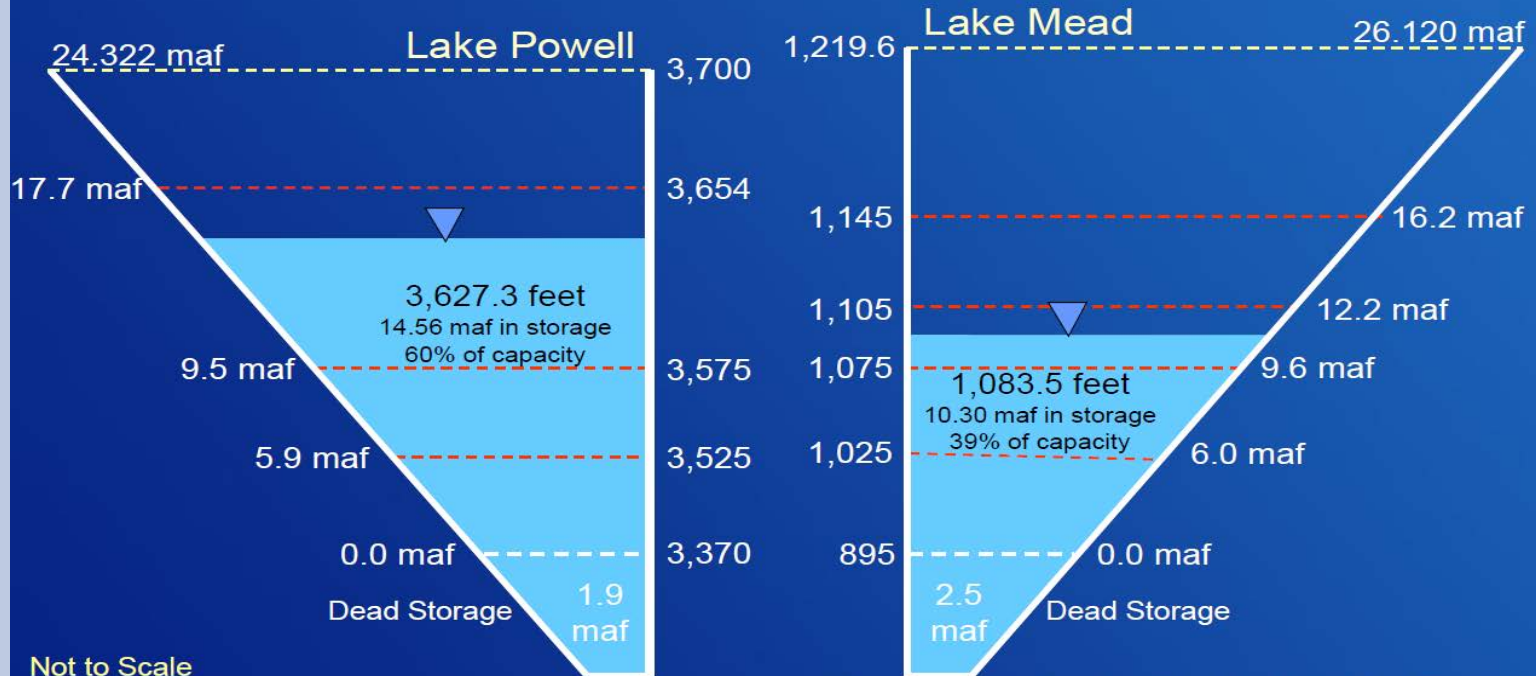 Lake Powell
24.322 maf
3,700
17.7 maf
3,654
3,627.3 feet
14.56 maf in storage
60% of capacity
9.5 maf
3,575
5.9 maf
3,525
0.0 maf
3,370
Dead Storage
1.9
maf
Not to Scale
Lake Mead
1,219.6
26.120 maf
1,145
16.2 maf
1,105
12.2 maf
1,075
9.6 maf
1,083.5 feet
10.30 maf in storage
39% of capacity
1,025
6.0 maf
895
0.0 maf
2.5
maf
Dead Storage